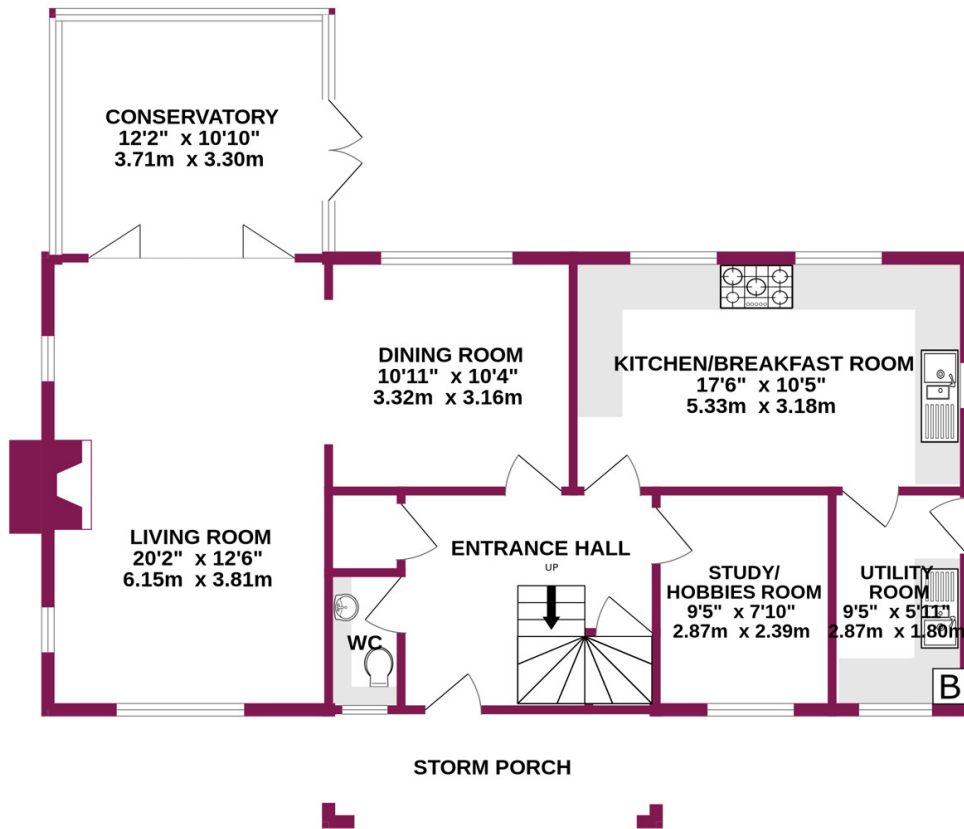 CONSERVATORY
12'2" x 10'10"
3.71m x 3.30m
DINING ROOM
10'11" x 10'4"
3.32m x 3.16m
KITCHEN/BREAKFAST ROOM
17'6" x 10'5"
5.33m x 3.18m
LIVING ROOM
20'2" x 12'6"
6.15m x 3.81m
ENTRANCE HALL
UP
STUDY/
HOBBIES ROOM
9'5" x 7'10"
2.87m x 2.39m
UTILITY
ROOM
9'5" x 5'11"
2.87m x 1.80m
WC
B
STORM PORCH